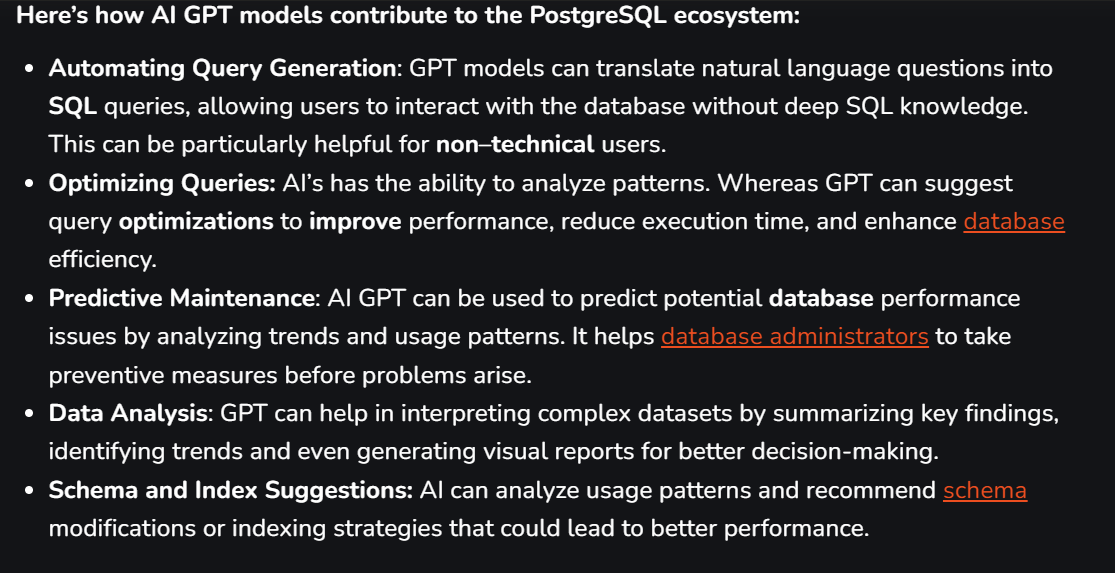 Here’s how AI GPT models contribute to the PostgreSQL ecosystem:
• Automating Query Generation: GPT models can translate natural language questions into
SQL queries, allowing users to interact with the database without deep SQL knowledge.
This can be particularly helpful for non–technical users.
• Optimizing Queries: AI’s has the ability to analyze patterns. Whereas GPT can suggest
query optimizations to improve performance, reduce execution time, and enhance database
efficiency.
• Predictive Maintenance: AI GPT can be used to predict potential database performance
issues by analyzing trends and usage patterns. It helps database administrators to take
preventive measures before problems arise.
• Data Analysis: GPT can help in interpreting complex datasets by summarizing key findings,
identifying trends and even generating visual reports for better decision-making.
• Schema and Index Suggestions: AI can analyze usage patterns and recommend schema
modifications or indexing strategies that could lead to better performance.